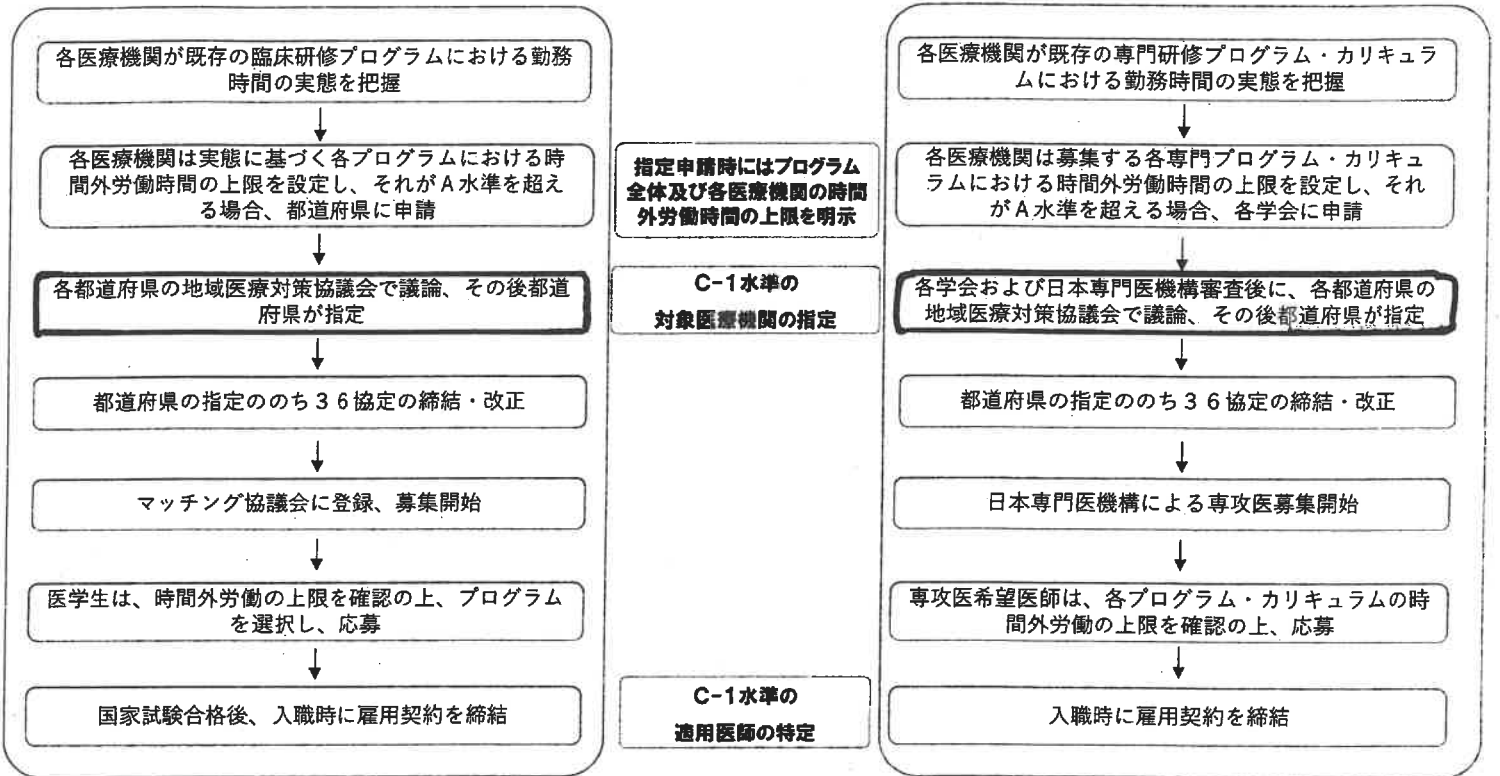 各医療機関が既存の臨床研修プログラムにおける勤務
時間の実態を把握
各医療機関は実態に基づく各プログラムにおける時
間外労働時間の上限を設定し、それがA水準を超え
る場合、都道府県に申請
各都道府県の地域医療対策協議会で議論、その後都道
府県が指定
都道府県の指定ののち36協定の締結・改正
マッチング協議会に登録、募集開始
医学生は、時間外労働の上限を確認の上、プログラム
を選択し、応募
国家試験合格後、入職時に雇用契約を締結
指定申請時にはプログラム
全体及び各医療機関の時間
外労働時間の上限を明示
C-1水準の
対象医療機関の指定
C-1水準の
適用医師の特定
各医療機関が既存の専門研修プログラム・カリキュラ
ムにおける勤務時間の実態を把握
各医療機関は募集する各専門プログラム・カリキュ
ラムにおける時間外労働時間の上限を設定し、それ
がA水準を超える場合、各学会に申請
各学会および日本専門医機構審査後に、各都道府県の
地域医療対策協議会で議論、その後都道府県が指定
都道府県の指定ののち36協定の締結・改正
日本専門医機構による専攻医募集開始
専攻医希望医師は、各プログラム・カリキュラムの時
間外労働の上限を確認の上、応募
入職時に雇用契約を締結